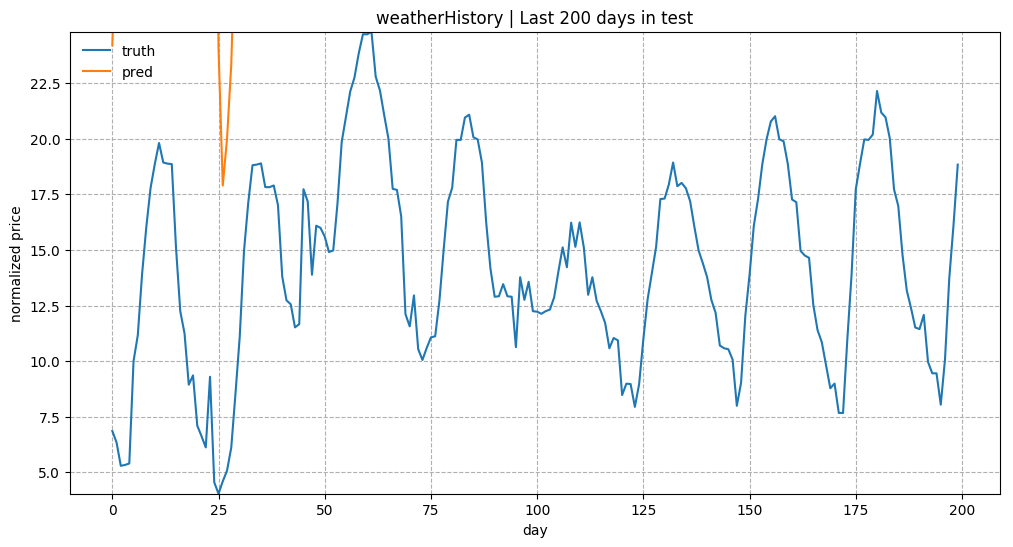 weatherHistory | Last 200 days in test
truth
pred
normalized price
22.5
20.0
17.5
15.0
12.5
10.0
7.5
5.0
0 25 50 75 100 125 150 175 200
day